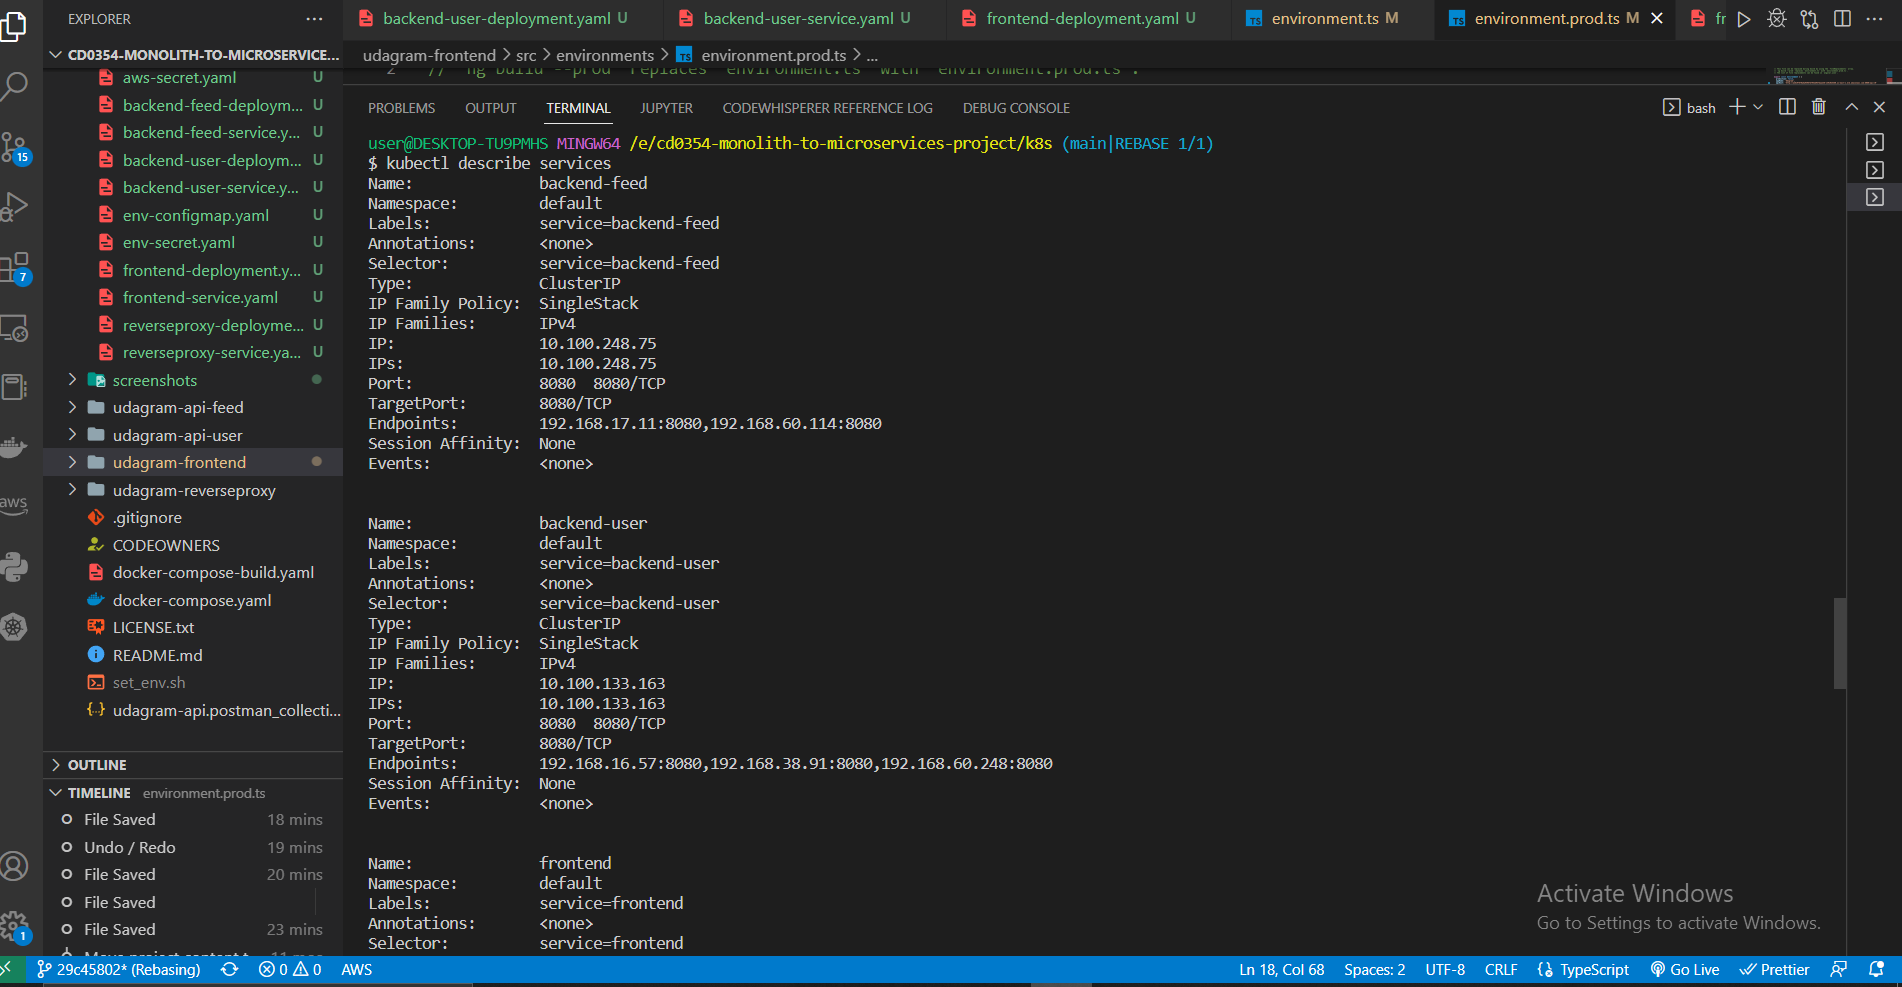 EXPLORER
backend-user-deployment.yaml U
backend-user-service.yaml U
frontend-deployment.yaml U
environment.ts M
environment.prod.ts M
fr
CD0354-MONOLITH-TO-MICROSERVICE...
udagram-frontend > src > environments > environment.prod.ts > ...
aws-secret.yaml U
backend-feed-deploym... U
backend-feed-service.y... U
backend-user-deploym... U
backend-user-service.y... U
env-configmap.yaml U
env-secret.yaml U
frontend-deployment.y... U
frontend-service.yaml U
reverseproxy-deployme... U
reverseproxy-service.ya... U
screenshots
udagram-api-feed
udagram-api-user
udagram-frontend
udagram-reverseproxy
.gitignore
CODEOWNERS
docker-compose-build.yaml
docker-compose.yaml
LICENSE.txt
README.md
set_env.sh
udagram-api.postman_collecti...
OUTLINE
TIMELINE environment.prod.ts
File Saved 18 mins
Undo / Redo 19 mins
File Saved 20 mins
File Saved
File Saved 23 mins
15
7
aws
1
2 // `ng build --prod` replaces `environment.ts` with `environment.prod.ts`.
PROBLEMS OUTPUT TERMINAL JUPYTER CODEWHISPERER REFERENCE LOG DEBUG CONSOLE
bash
user@DESKTOP-TU9PMHS MINGW64 /e/cd0354-monolith-to-microservices-project/k8s (main|REBASE 1/1)
$ kubectl describe services
Name: backend-feed
Namespace: default
Labels: service=backend-feed
Annotations: <none>
Selector: service=backend-feed
Type: ClusterIP
IP Family Policy: SingleStack
IP Families: IPv4
IP: 10.100.248.75
IPs: 10.100.248.75
Port: 8080 8080/TCP
TargetPort: 8080/TCP
Endpoints: 192.168.17.11:8080,192.168.60.114:8080
Session Affinity: None
Events: <none>
Name: backend-user
Namespace: default
Labels: service=backend-user
Annotations: <none>
Selector: service=backend-user
Type: ClusterIP
IP Family Policy: SingleStack
IP Families: IPv4
IP: 10.100.133.163
IPs: 10.100.133.163
Port: 8080 8080/TCP
TargetPort: 8080/TCP
Endpoints: 192.168.16.57:8080,192.168.38.91:8080,192.168.60.248:8080
Session Affinity: None
Events: <none>
Name: frontend
Namespace: default
Labels: service=frontend
Annotations: <none>
Selector: service=frontend
Activate Windows
Go to Settings to activate Windows.
29c45802* (Rebasing) 0 0 AWS
Ln 18, Col 68 Spaces: 2 UTF-8 CRLF TypeScript Go Live Prettier